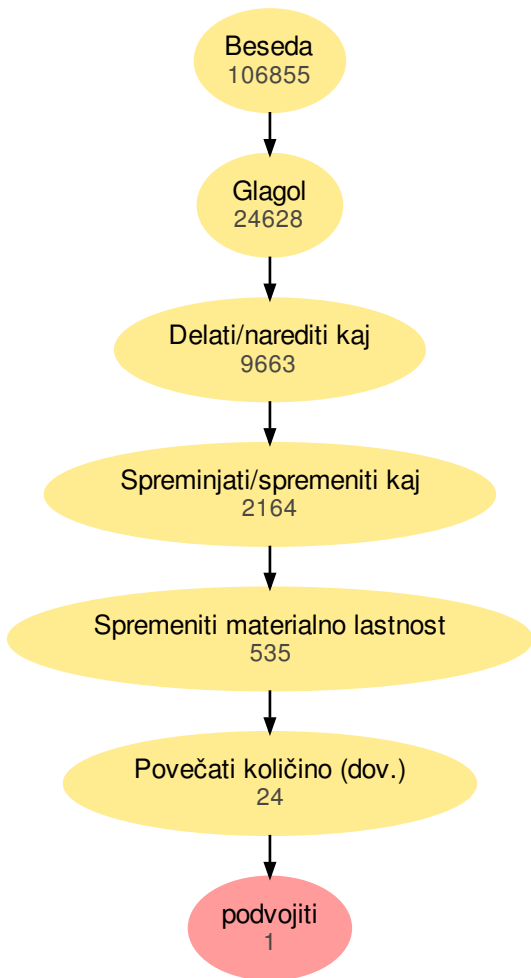 Beseda
106855
Glagol
24628
Delati/narediti kaj
9663
Spreminjati/spremeniti kaj
2164
Spremeniti materialno lastnost
535
Povečati količino (dov.)
24
podvojiti
1